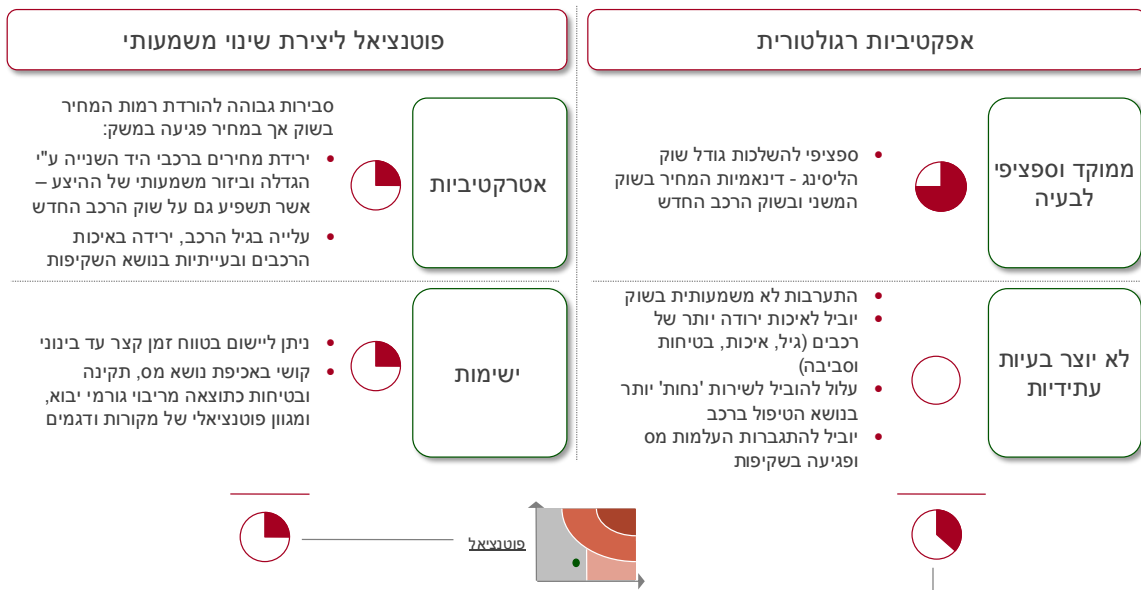 אפקטיביות רגולטורית
ממוקד וספציפי
לבעיה
• ספציפי להשלכות גודל שוק
הליסינג - דינאמיות המחיר בשוק
המשני ובשוק הרכב החדש
לא יוצר בעיות
עתידיות
• התערבות לא משמעותית בשוק
• יוביל לאיכות ירודה יותר של
רכבים (גיל, איכות, בטיחות
וסביבה)
• עלול להוביל לשירות 'נחות' יותר
בנושא הטיפול ברכב
• יוביל להתגברות העלמות מס
ופגיעה בשקיפות
פוטנציאל ליצירת שינוי משמעותי
אטרקטיביות
סבירות גבוהה להורדת רמות המחיר
בשוק אך במחיר פגיעה במשק:
• ירידת מחירים ברכבי היד השנייה ע"י
הגדלה וביזור משמעותי של ההיצע –
אשר תשפיע גם על שוק הרכב החדש
• עלייה בגיל הרכב, ירידה באיכות
הרכבים ובעייתיות בנושא השקיפות
ישימות
• ניתן ליישום בטווח זמן קצר עד בינוני
• קושי באכיפת נושא מס, תקינה
ובטיחות כתוצאה מריבוי גורמי יבוא,
ומגוון פוטנציאלי של מקורות ודגמים
פוטנציאל